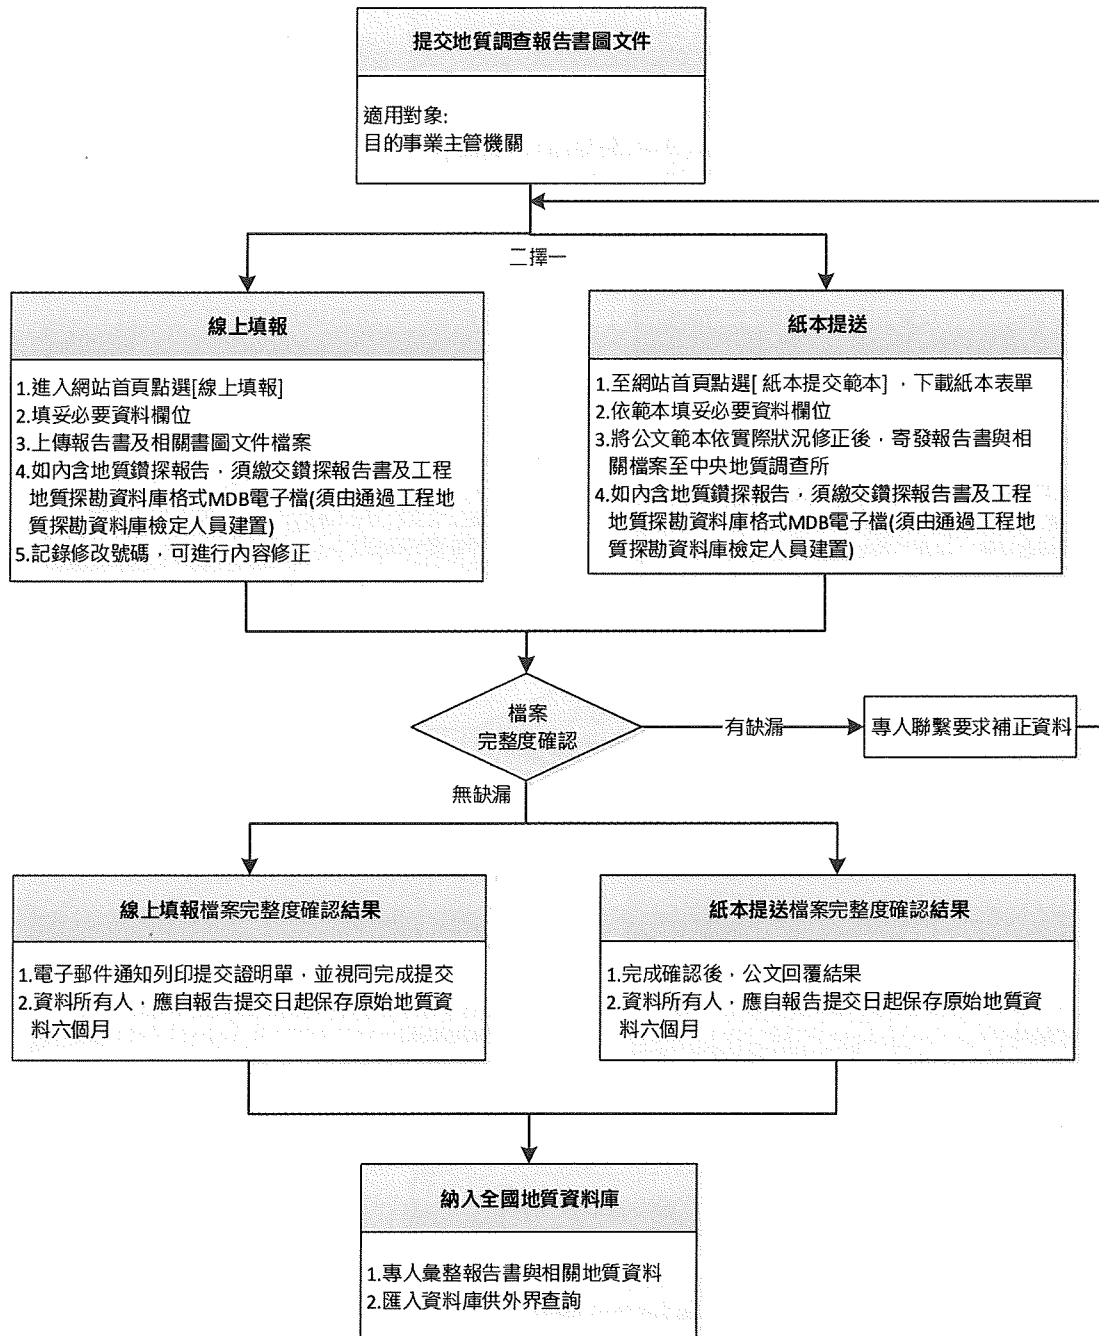 提交地質調查報告書圖文件
適用對象:
目的事業主管機關
二擇一
線上填報
1.進入網站首頁點選[線上填報]
2.填妥必要資料欄位
3.上傳報告書及相關書圖文件檔案
4.如內含地質鑽探報告，須繳交鑽探報告書及工程
地質探勘資料庫格式MDB電子檔(須由通過工程地
質探勘資料庫檢定人員建置)
5.記錄修改號碼，可進行內容修正
紙本提送
1.至網站首頁點選[ 紙本提交範本]，下載紙本表單
2.依範本填妥必要資料欄位
3.將公文範本依實際狀況修正後，寄發報告書與相
關檔案至中央地質調查所
4.如內含地質鑽探報告，須繳交鑽探報告書及工程
地質探勘資料庫格式MDB電子檔(須由通過工程地
質探勘資料庫檢定人員建置)
檔案
完整度確認
有缺漏
專人聯繫要求補正資料
無缺漏
線上填報檔案完整度確認結果
1.電子郵件通知列印提交證明單，並視同完成提交
2.資料所有人，應自報告提交日起保存原始地質資
料六個月
紙本提送檔案完整度確認結果
1.完成確認後，公文回覆結果
2.資料所有人，應自報告提交日起保存原始地質資
料六個月
納入全國地質資料庫
1.專人彙整報告書與相關地質資料
2.匯入資料庫供外界查詢